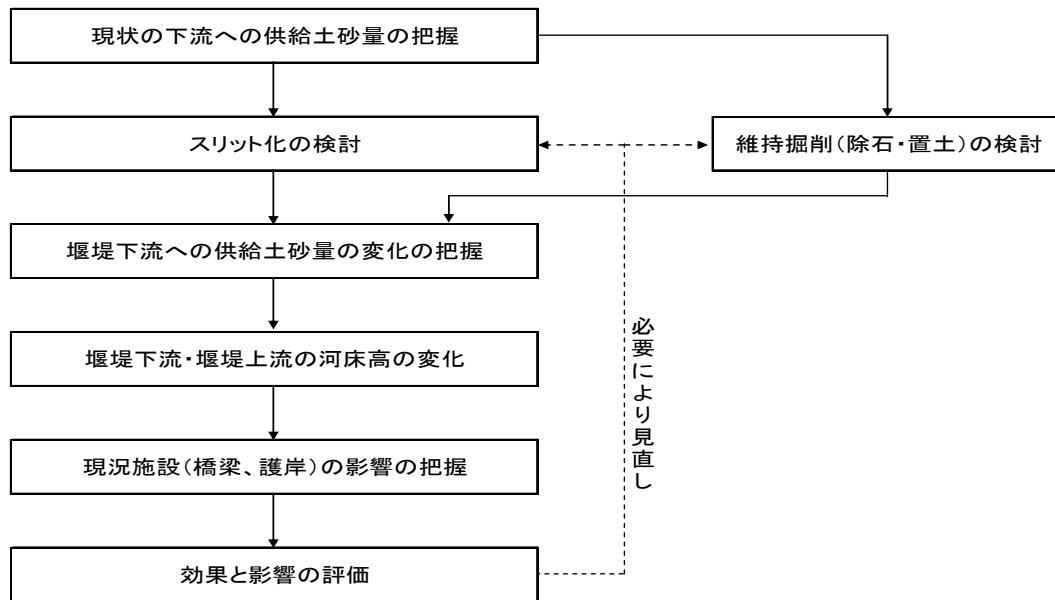 現状の下流への供給土砂量の把握
スリット化の検討
維持掘削(除石・置土)の検討
堰堤下流への供給土砂量の変化の把握
堰堤下流・堰堤上流の河床高の変化
必要により見直し
現況施設(橋梁、護岸)の影響の把握
効果と影響の評価